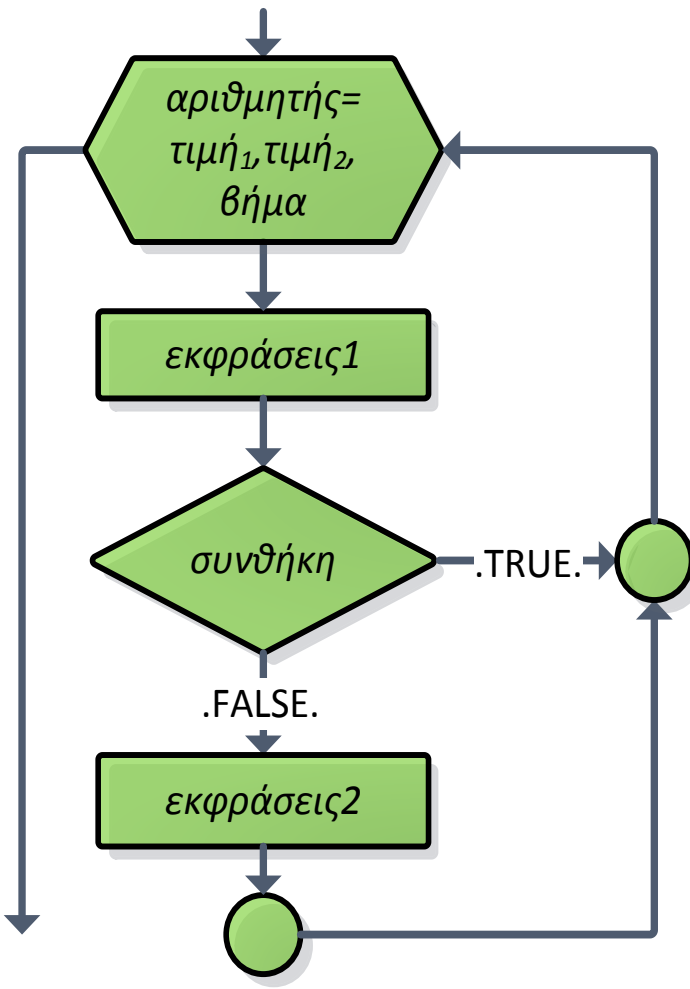 αριθμητής=
τιμή₁,τιμή₂,
βήμα
εκφράσεις1
συνθήκη
.TRUE.
.FALSE.
εκφράσεις2